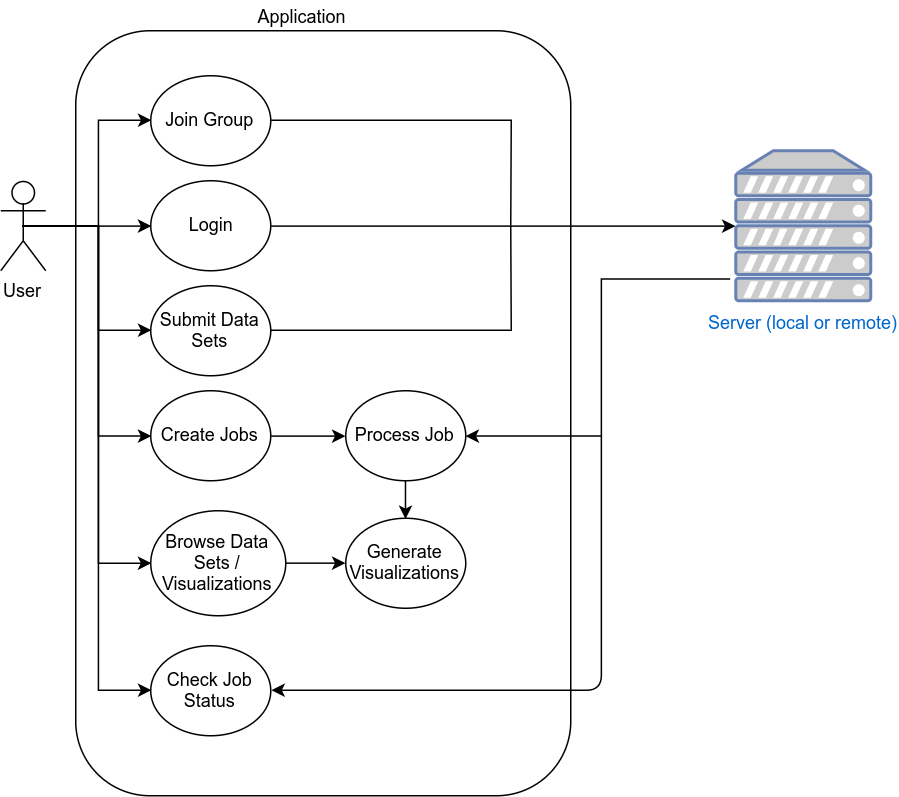 Application
Join Group
Login
User
Submit Data
Sets
Server (local or remote)
Create Jobs
Process Job
Browse Data
Sets /
Visualizations
Generate
Visualizations
Check Job
Status